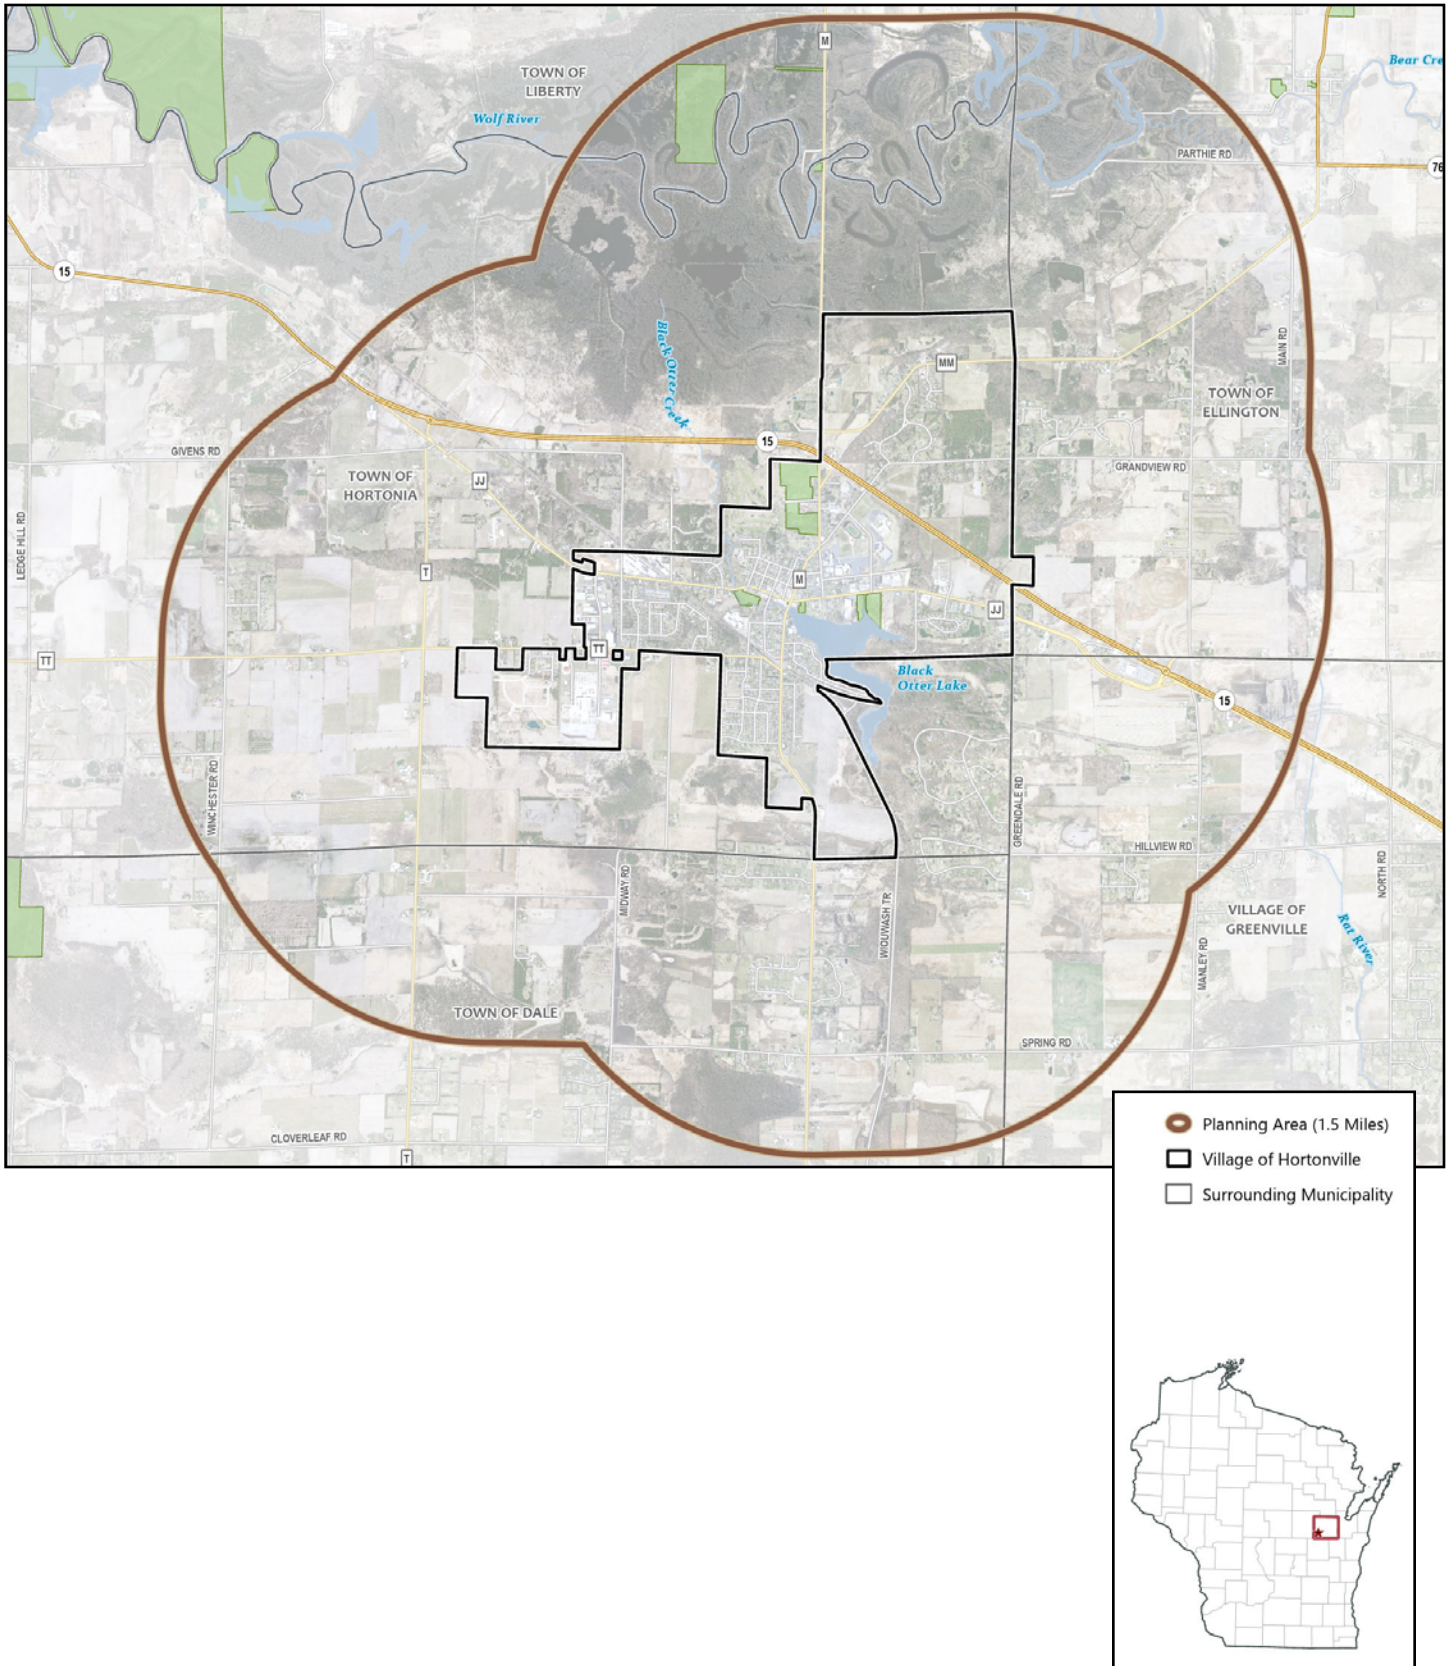 M
TOWN OF
LIBERTY
Bear Cre
Wolf River
PARTHIE RD
76
15
Black Otter Creek
MAIN RD
MM
TOWN OF
ELLINGTON
15
GIVENS RD
GRANDVIEW RD
TOWN OF
HORTONIA
JJ
LEDGE HILL RD
T
M
JJ
TT
TT
Black
Otter Lake
15
WINCHESTER RD
GREENDALE RD
HILLVIEW RD
MIDWAY RD
NORTH RD
WIOUWASH TR
VILLAGE OF
GREENVILLE
Rat River
MANLEY RD
TOWN OF DALE
SPRING RD
CLOVERLEAF RD
T
Planning Area (1.5 Miles)
Village of Hortonville
Surrounding Municipality